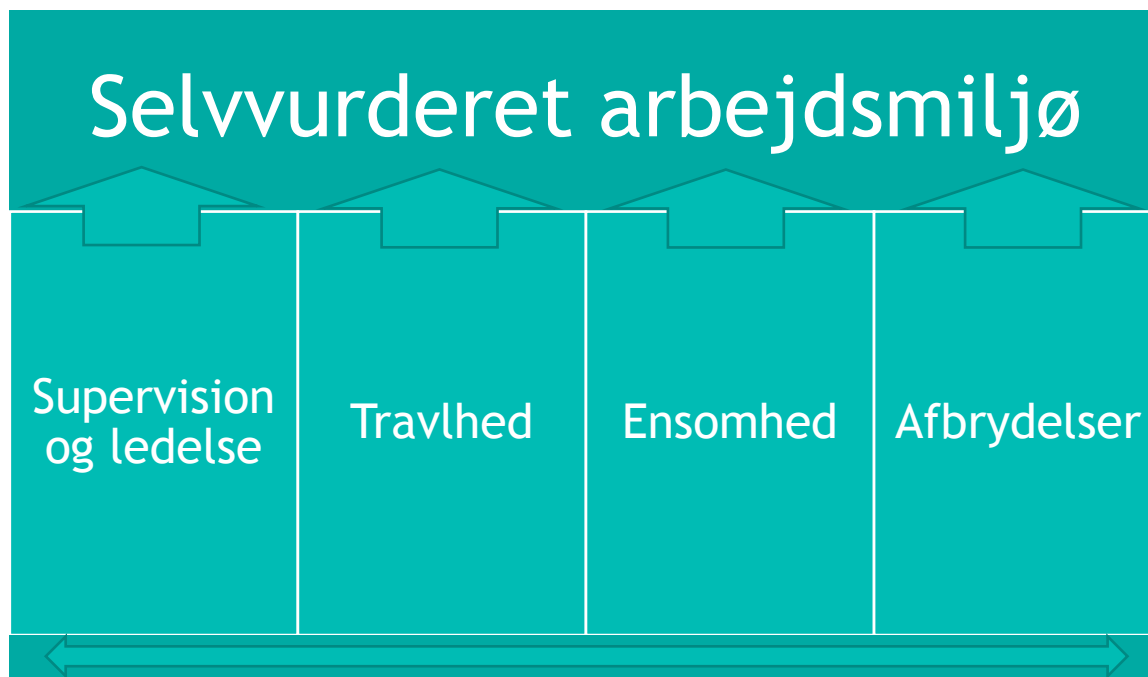 Selvvurderet arbejdsmiljø
Supervision
og ledelse
Travlhed
Ensomhed
Afbrydelser